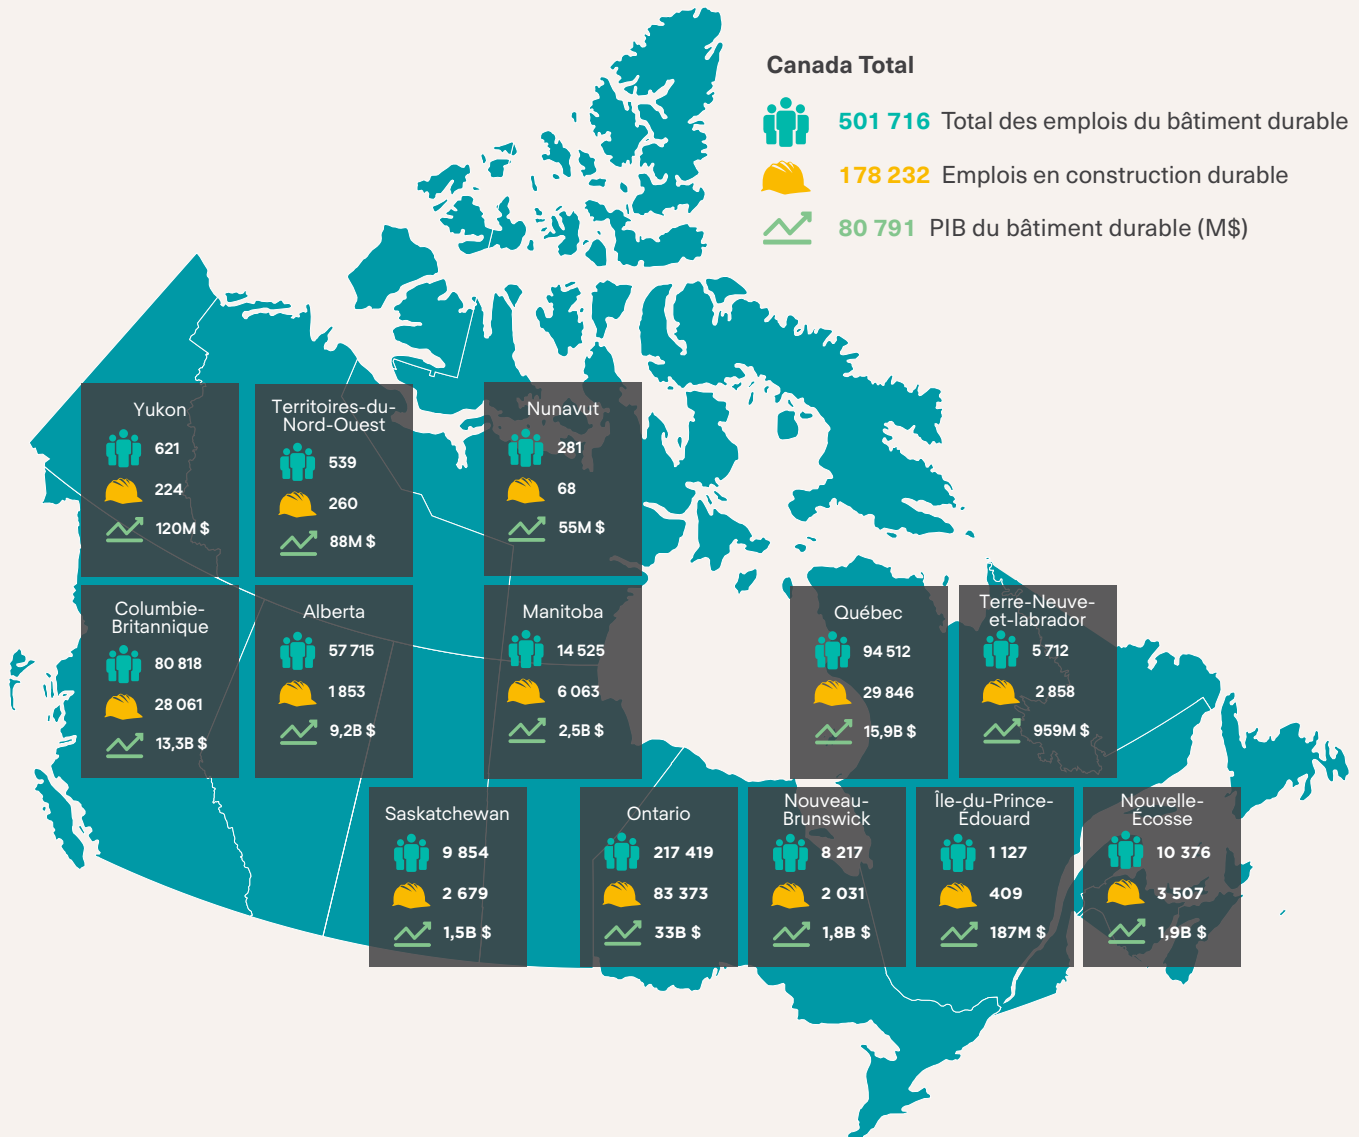 Canada Total
501 716 Total des emplois du bâtiment durable
178 232 Emplois en construction durable
80 791 PIB du bâtiment durable (M$)
Yukon
621
224
120M $
Territoires-du-
Nord-Ouest
539
260
88M $
Nunavut
281
68
55M $
Columbie-
Britannique
80 818
28 061
13,3B $
Alberta
57 715
1 853
9,2B $
Manitoba
14 525
6 063
2,5B $
Québec
94 512
29 846
15,9B $
Terre-Neuve-
et-labrador
5 712
2 858
959M $
Saskatchewan
9 854
2 679
1,5B $
Ontario
217 419
83 373
33B $
Nouveau-
Brunswick
8 217
2 031
1,8B $
Île-du-Prince-
Édouard
1 127
409
187M $
Nouvelle-
Écosse
10 376
3 507
1,9B $